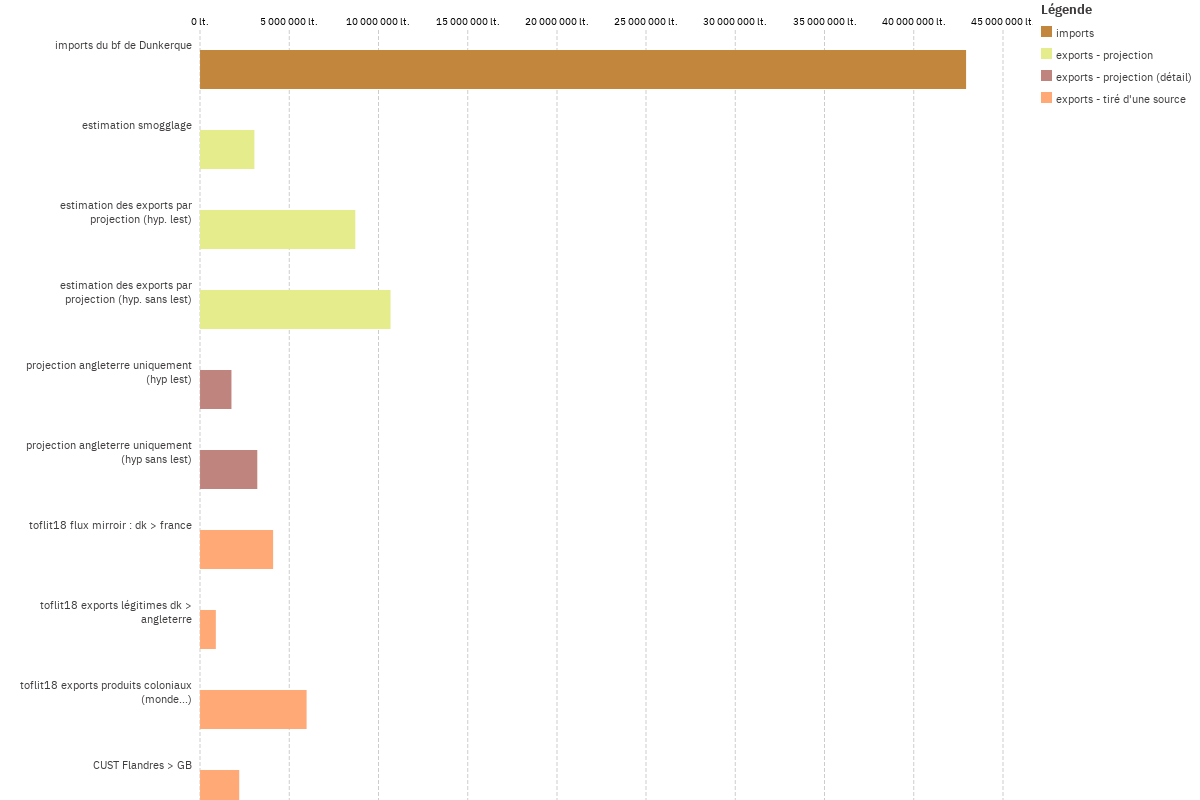 0 lt.
5 000 000 lt.
10 000 000 lt.
15 000 000 lt.
20 000 000 lt.
25 000 000 lt.
30 000 000 lt.
35 000 000 lt.
40 000 000 lt.
45 000 000 lt.
Légende
imports
exports - projection
exports - projection (détail)
exports - tiré d'une source
imports du bf de Dunkerque
estimation smogglage
estimation des exports par
projection (hyp. lest)
estimation des exports par
projection (hyp. sans lest)
projection angleterre uniquement
(hyp lest)
projection angleterre uniquement
(hyp sans lest)
toflit18 flux mirroir : dk > france
toflit18 exports légitimes dk >
angleterre
toflit18 exports produits coloniaux
(monde...)
CUST Flandres > GB